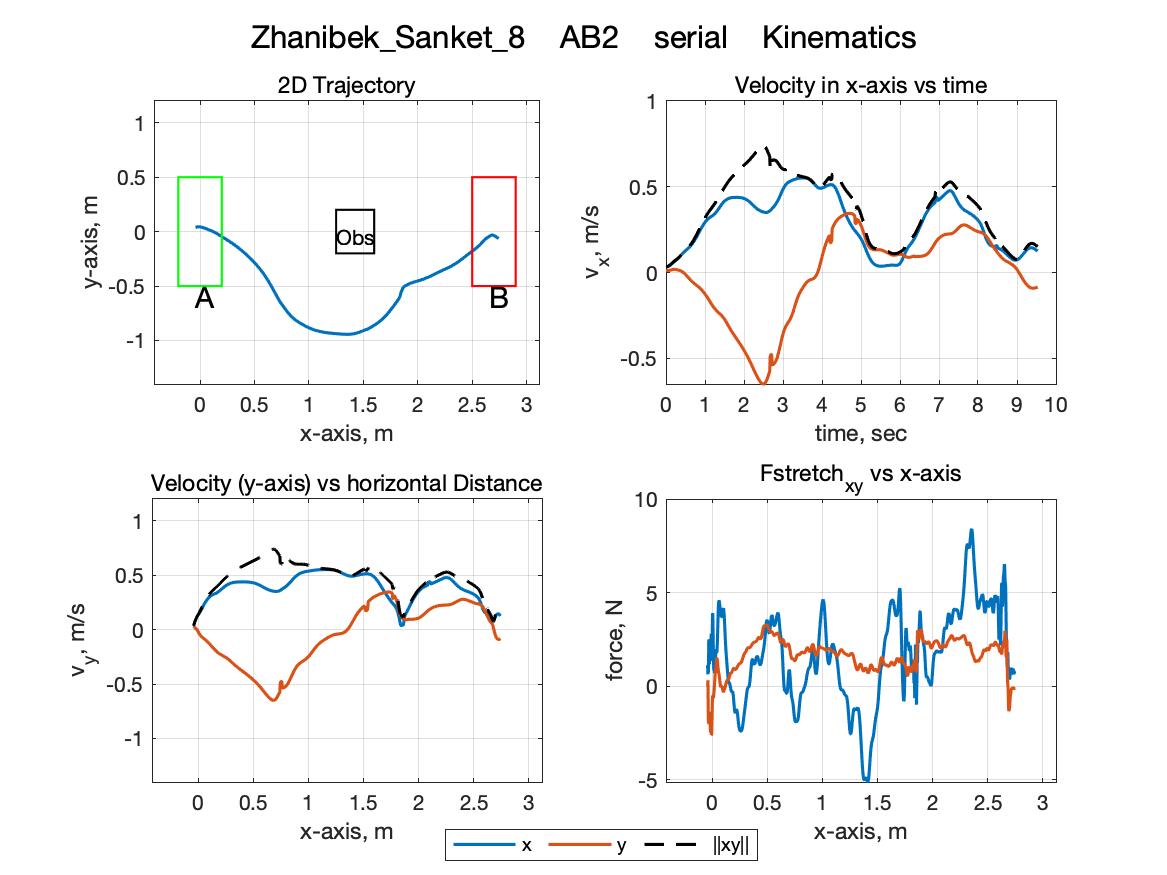 Zhanibek_Sanket_8 AB2 serial Kinematics
2D Trajectory
y-axis, m
1
0.5
0
-0.5
-1
Obs
A
B
0 0.5 1 1.5 2 2.5 3
x-axis, m
Velocity in x-axis vs time
v_x, m/s
1
0.5
0
-0.5
0 1 2 3 4 5 6 7 8 9 10
time, sec
Velocity (y-axis) vs horizontal Distance
v_y, m/s
1
0.5
0
-0.5
-1
0 0.5 1 1.5 2 2.5 3
x-axis, m
Fstretch_xy vs x-axis
force, N
10
5
0
-5
0 0.5 1 1.5 2 2.5 3
x-axis, m
x y ||xy||